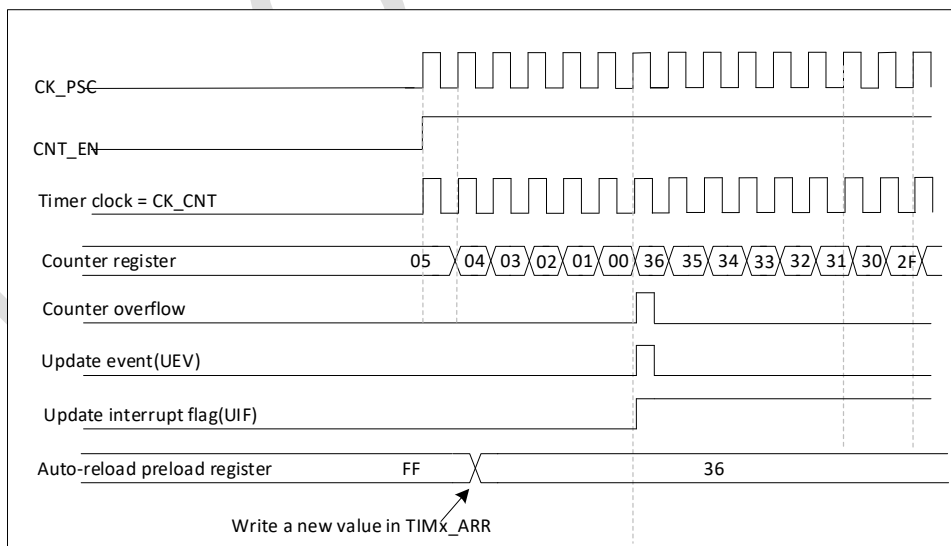 CK_PSC
CNT_EN
Timer clock = CK_CNT
Counter register 05 04 03 02 01 00 36 35 34 33 32 31 30 2F
Counter overflow
Update event(UEV)
Update interrupt flag(UIF)
Auto-reload preload register FF 36
Write a new value in TIMx_ARR